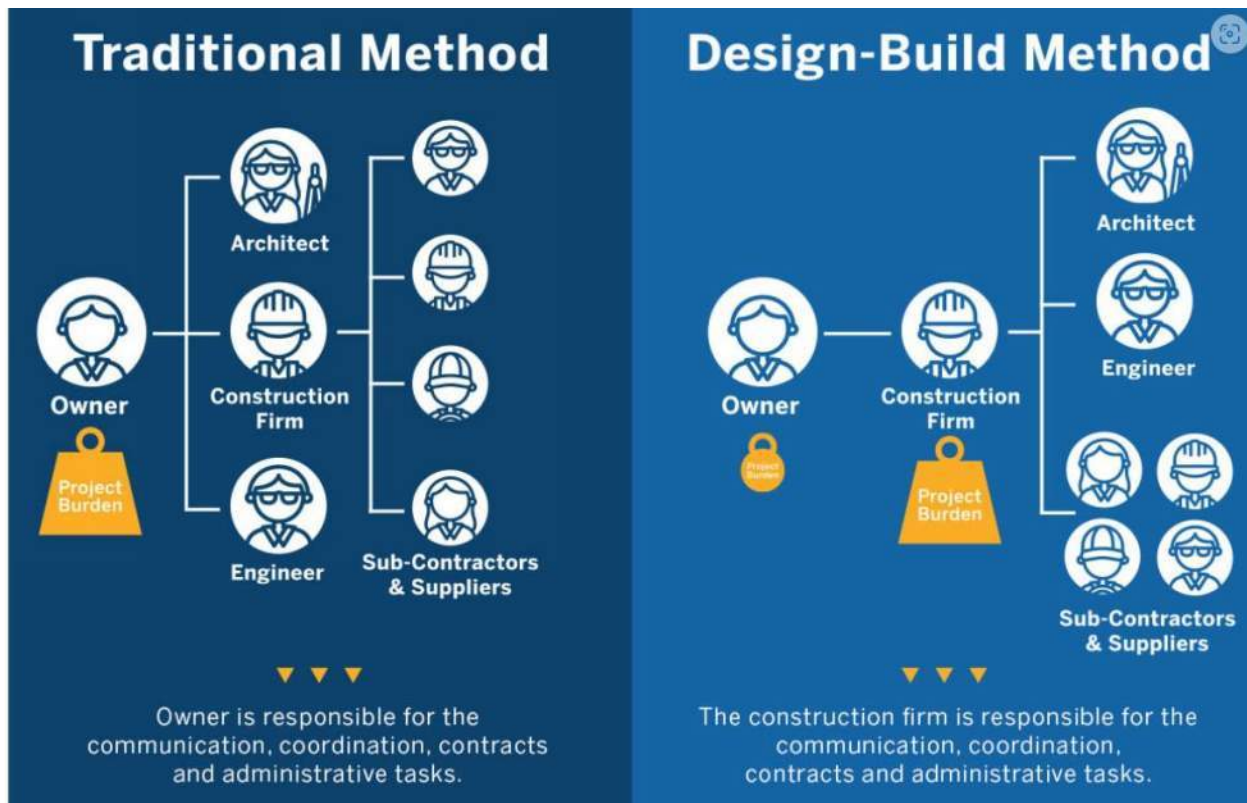 Traditional Method
Architect
Owner
Construction
Firm
Project
Burden
Engineer
Sub-Contractors
& Suppliers
Owner is responsible for the
communication, coordination, contracts
and administrative tasks.
Design-Build Method
Architect
Engineer
Owner
Construction
Firm
Project
Burden
Project
Burden
Sub-Contractors
& Suppliers
The construction firm is responsible for the
communication, coordination,
contracts and administrative tasks.